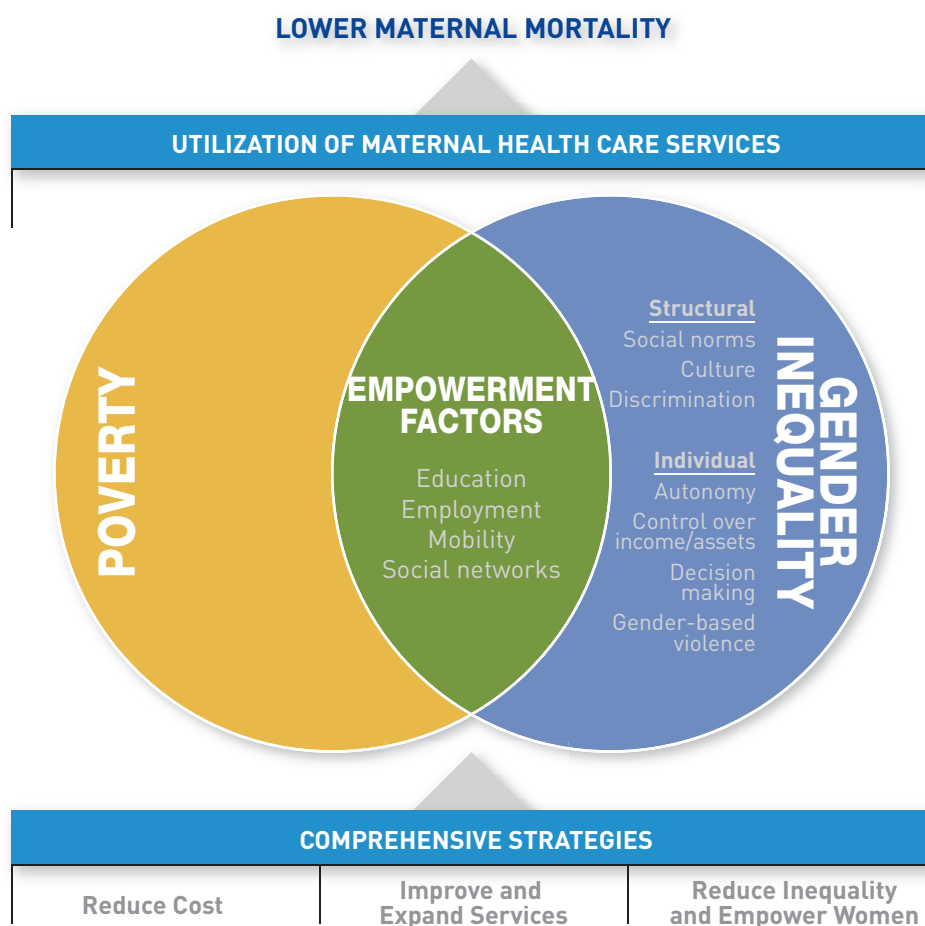 LOWER MATERNAL MORTALITY
UTILIZATION OF MATERNAL HEALTH CARE SERVICES
POVERTY
EMPOWERMENT
FACTORS
Education
Employment
Mobility
Social networks
Structural
Social norms
Culture
Discrimination
Individual
Autonomy
Control over
income/assets
Decision
making
Gender-based
violence
GENDER
INEQUALITY
COMPREHENSIVE STRATEGIES
Reduce Cost
Improve and
Expand Services
Reduce Inequality
and Empower Women